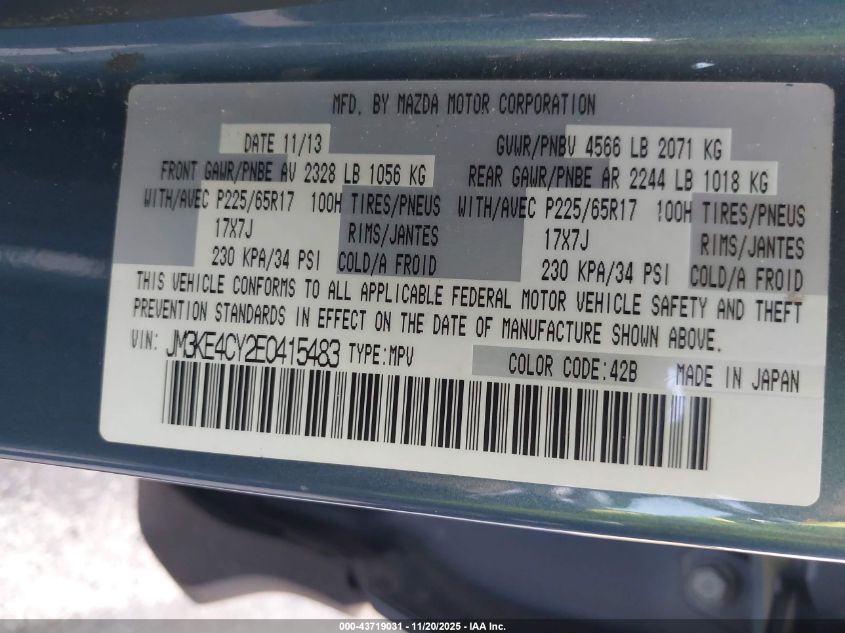 MFD. BY MAZDA MOTOR CORPORATION
DATE 11/13 GVWR/PNBV 4566 LB 2071 KG
FRONT GAWR/PNBE AV 2328 LB 1056 KG REAR GAWR/PNBE AR 2244 LB 1018 KG
WITH/AVEC P225/65R17 100H TIRES/PNEUS WITH/AVEC P225/65R17 100H TIRES/PNEUS
17X7J RIMS/JANTES 17X7J RIMS/JANTES
230 KPA/34 PSI COLD/A FROID 230 KPA/34 PSI COLD/A FROID
THIS VEHICLE CONFORMS TO ALL APPLICABLE FEDERAL MOTOR VEHICLE SAFETY AND THEFT
PREVENTION STANDARDS IN EFFECT ON THE DATE OF MANUFACTURE SHOWN ABOVE.
VIN: JM3KE4CY2E0415483 TYPE:MPV COLOR CODE:42B MADE IN JAPAN
000-43719031 - 11/20/2025 - IAA Inc.